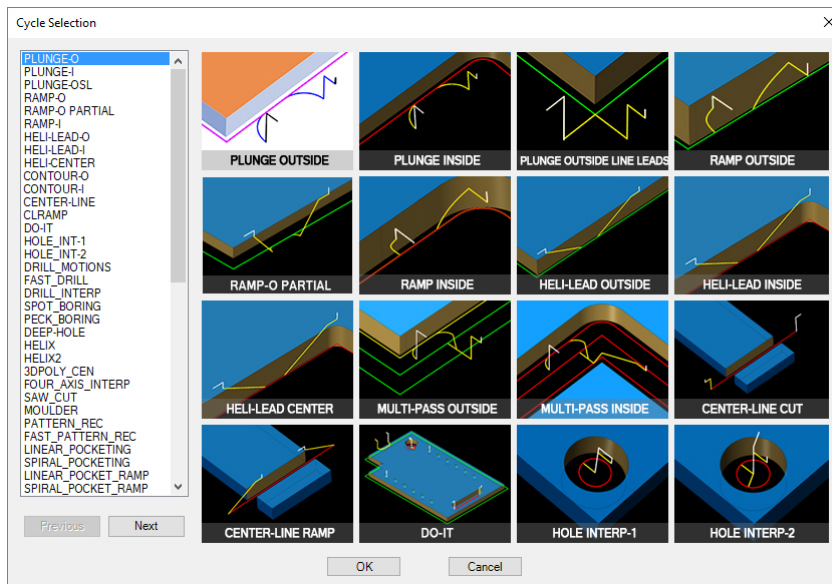 Cycle Selection
PLUNGE-O
PLUNGE-I
PLUNGE-OSL
RAMP-O
RAMP-O PARTIAL
RAMP-I
HELI-LEAD-O
HELI-LEAD-I
HELI-CENTER
CONTOUR-O
CONTOUR-I
CENTER-LINE
CLRAMP
DO-IT
HOLE_INT-1
HOLE_INT-2
DRILL_MOTIONS
FAST_DRILL
DRILL_INTERP
SPOT_BORING
PECK_BORING
DEEP-HOLE
HELIX
HELIX2
3DPOLY_CEN
FOUR_AXIS_INTERP
SAW_CUT
MOULDER
PATTERN_REC
FAST_PATTERN_REC
LINEAR_POCKETING
SPIRAL_POCKETING
LINEAR_POCKET_RAMP
SPIRAL_POCKET_RAMP
Previous
Next
PLUNGE OUTSIDE
PLUNGE INSIDE
PLUNGE OUTSIDE LINE LEADS
RAMP OUTSIDE
RAMP-O PARTIAL
RAMP INSIDE
HELI-LEAD OUTSIDE
HELI-LEAD INSIDE
HELI-LEAD CENTER
MULTI-PASS OUTSIDE
MULTI-PASS INSIDE
CENTER-LINE CUT
CENTER-LINE RAMP
DO-IT
HOLE INTERP-1
HOLE INTERP-2
OK
Cancel